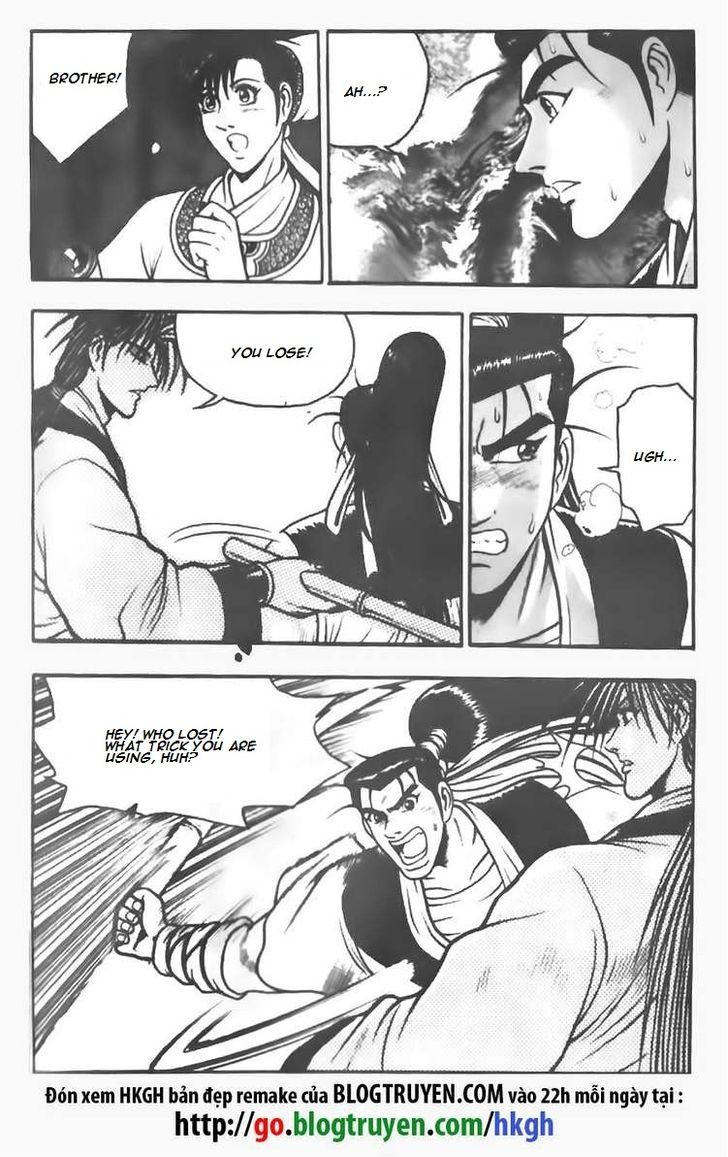 BROTHER!
AH...?
YOU LOSE!
UGH...
HEY! WHO LOST!
WHAT TRICK YOU ARE
USING, HUH?
Đón xem HKGH bản đẹp remake của BLOGTRUYEN.COM vào 22h mỗi ngày tại :
http://go.blogtruyen.com/hkgh